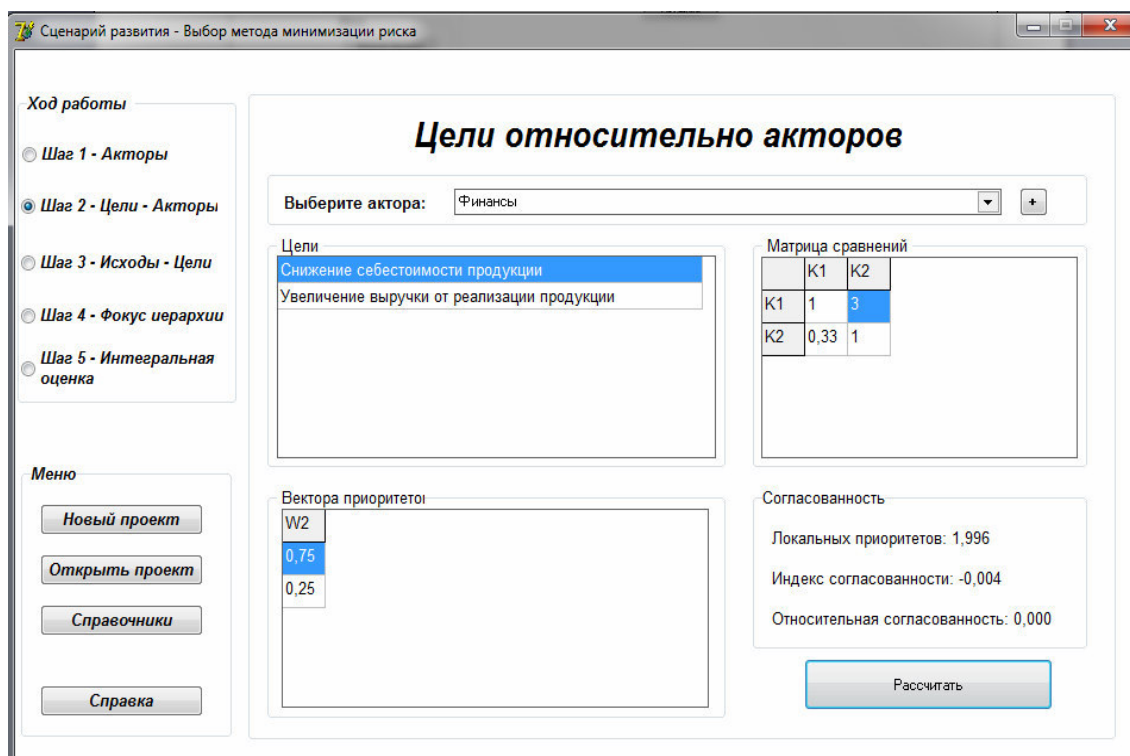 Сценарий развития - Выбор метода минимизации риска
Ход работы
Шаг 1 - Акторы
Шаг 2 - Цели - Акторы
Шаг 3 - Исходы - Цели
Шаг 4 - Фокус иерархии
Шаг 5 - Интегральная
оценка
Меню
Новый проект
Открыть проект
Справочники
Справка
Цели относительно акторов
Выберите актора: Финансы +
Цели
Снижение себестоимости продукции
Увеличение выручки от реализации продукции
Матрица сравнений
K1 K2
K1 1 3
K2 0,33 1
Вектора приоритетов
W2
0,75
0,25
Согласованность
Локальных приоритетов: 1,996
Индекс согласованности: -0,004
Относительная согласованность: 0,000
Рассчитать